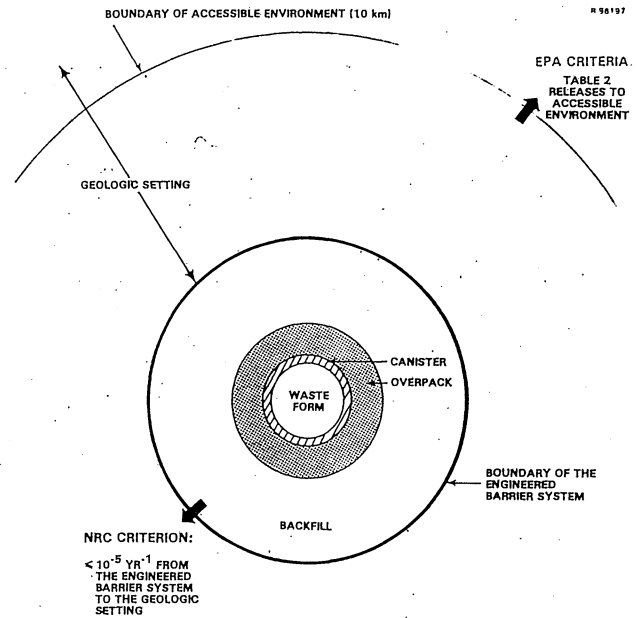 BOUNDARY OF ACCESSIBLE ENVIRONMENT (10 km)
R 98197
EPA CRITERIA.
TABLE 2
RELEASES TO
ACCESSIBLE
ENVIRONMENT
GEOLOGIC SETTING
CANISTER
OVERPACK
WASTE
FORM
BOUNDARY OF THE
ENGINEERED
BARRIER SYSTEM
BACKFILL
NRC CRITERION:
< 10⁻⁵ YR⁻¹ FROM
THE ENGINEERED
BARRIER SYSTEM
TO THE GEOLOGIC
SETTING